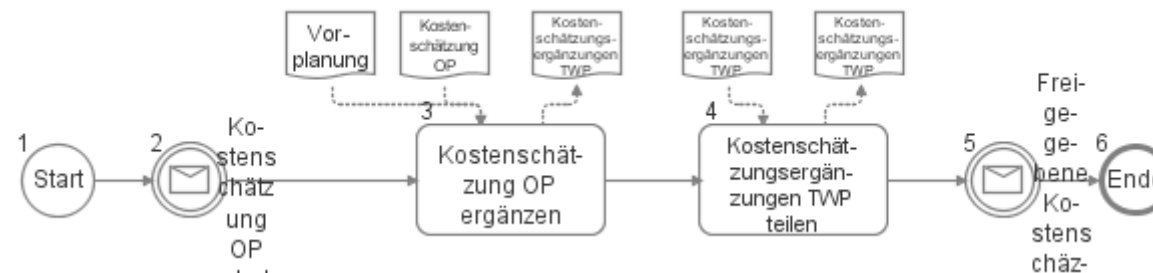 Vor-
planung
Kosten-
schätzung
OP
Kosten-
schätzungs-
ergänzungen
TWP
Kosten-
schätzungs-
ergänzungen
TWP
Kosten-
schätzungs-
ergänzungen
TWP
1
Start
2
Ko-
stens
chätz
ung
OP
3
Kostenschät-
zung OP
ergänzen
4
Kostenschät-
zungsergän-
zungen TWP
teilen
5
Frei-
ge-
ge-
bene
Ko-
stens
chäz-
6
Ende